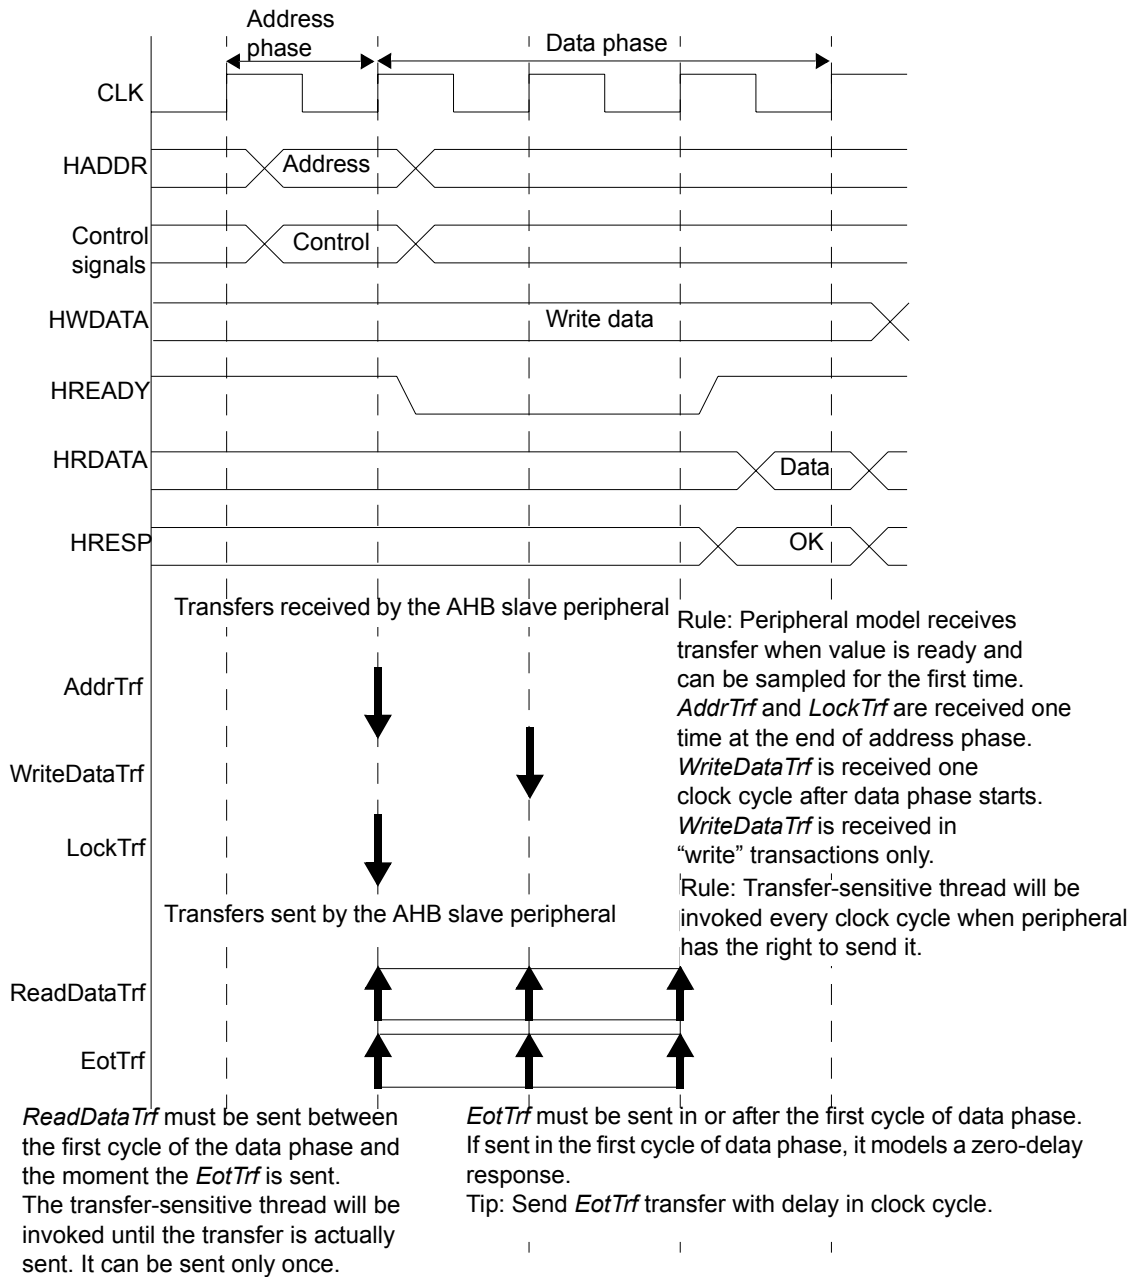 Address
phase
Data phase
CLK
HADDR
Address
Control
signals
Control
HWDATA
Write data
HREADY
HRDATA
Data
HRESP
OK
Transfers received by the AHB slave peripheral
Rule: Peripheral model receives
transfer when value is ready and
can be sampled for the first time.
AddrTrf and LockTrf are received one
time at the end of address phase.
WriteDataTrf is received one
clock cycle after data phase starts.
WriteDataTrf is received in
“write” transactions only.
AddrTrf
WriteDataTrf
LockTrf
Transfers sent by the AHB slave peripheral
Rule: Transfer-sensitive thread will be
invoked every clock cycle when peripheral
has the right to send it.
ReadDataTrf
EotTrf
ReadDataTrf must be sent between
the first cycle of the data phase and
the moment the EotTrf is sent.
The transfer-sensitive thread will be
invoked until the transfer is actually
sent. It can be sent only once.
EotTrf must be sent in or after the first cycle of data phase.
If sent in the first cycle of data phase, it models a zero-delay
response.
Tip: Send EotTrf transfer with delay in clock cycle.